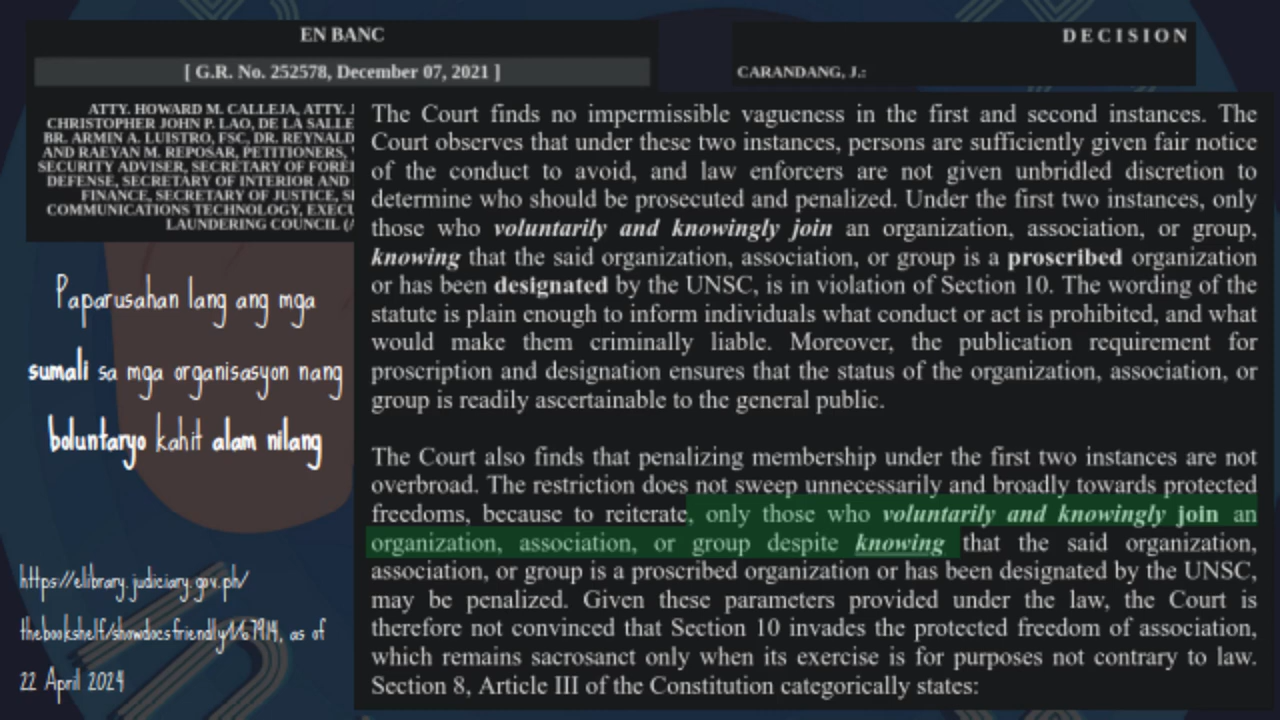 EN BANC
[ G.R. No. 252578, December 07, 2021 ]
ATTY. HOWARD M. CALLEJA, ATTY. J
CHRISTOPHER JOHN P. LAO, DE LA SALLE
BR. ARMIN A. LUISTRO, FSC, DR. REYNALD
AND RAEYAN M. REPOSAR, PETITIONERS,
SECURITY ADVISER, SECRETARY OF FOREI
DEFENSE, SECRETARY OF INTERIOR AND
FINANCE, SECRETARY OF JUSTICE, S
COMMUNICATIONS TECHNOLOGY, EXECU
LAUNDERING COUNCIL (
DECISION
CARANDANG, J.:
The Court finds no impermissible vagueness in the first and second instances. The
Court observes that under these two instances, persons are sufficiently given fair notice
of the conduct to avoid, and law enforcers are not given unbridled discretion to
determine who should be prosecuted and penalized. Under the first two instances, only
those who voluntarily and knowingly join an organization, association, or group,
knowing that the said organization, association, or group is a proscribed organization
or has been designated by the UNSC, is in violation of Section 10. The wording of the
statute is plain enough to inform individuals what conduct or act is prohibited, and what
would make them criminally liable. Moreover, the publication requirement for
proscription and designation ensures that the status of the organization, association, or
group is readily ascertainable to the general public.
The Court also finds that penalizing membership under the first two instances are not
overbroad. The restriction does not sweep unnecessarily and broadly towards protected
freedoms, because to reiterate, only those who voluntarily and knowingly join an
organization, association, or group despite knowing that the said organization,
association, or group is a proscribed organization or has been designated by the UNSC,
may be penalized. Given these parameters provided under the law, the Court is
therefore not convinced that Section 10 invades the protected freedom of association,
which remains sacrosanct only when its exercise is for purposes not contrary to law.
Section 8, Article III of the Constitution categorically states:
Paparusahan lang ang mga
sumali sa mga organisasyon nang
boluntaryo kahit alam nilang
https://elibrary.judiciary.gov.ph/
thebookshelf/showdocsfriendly/1/67914, as of
22 April 2024